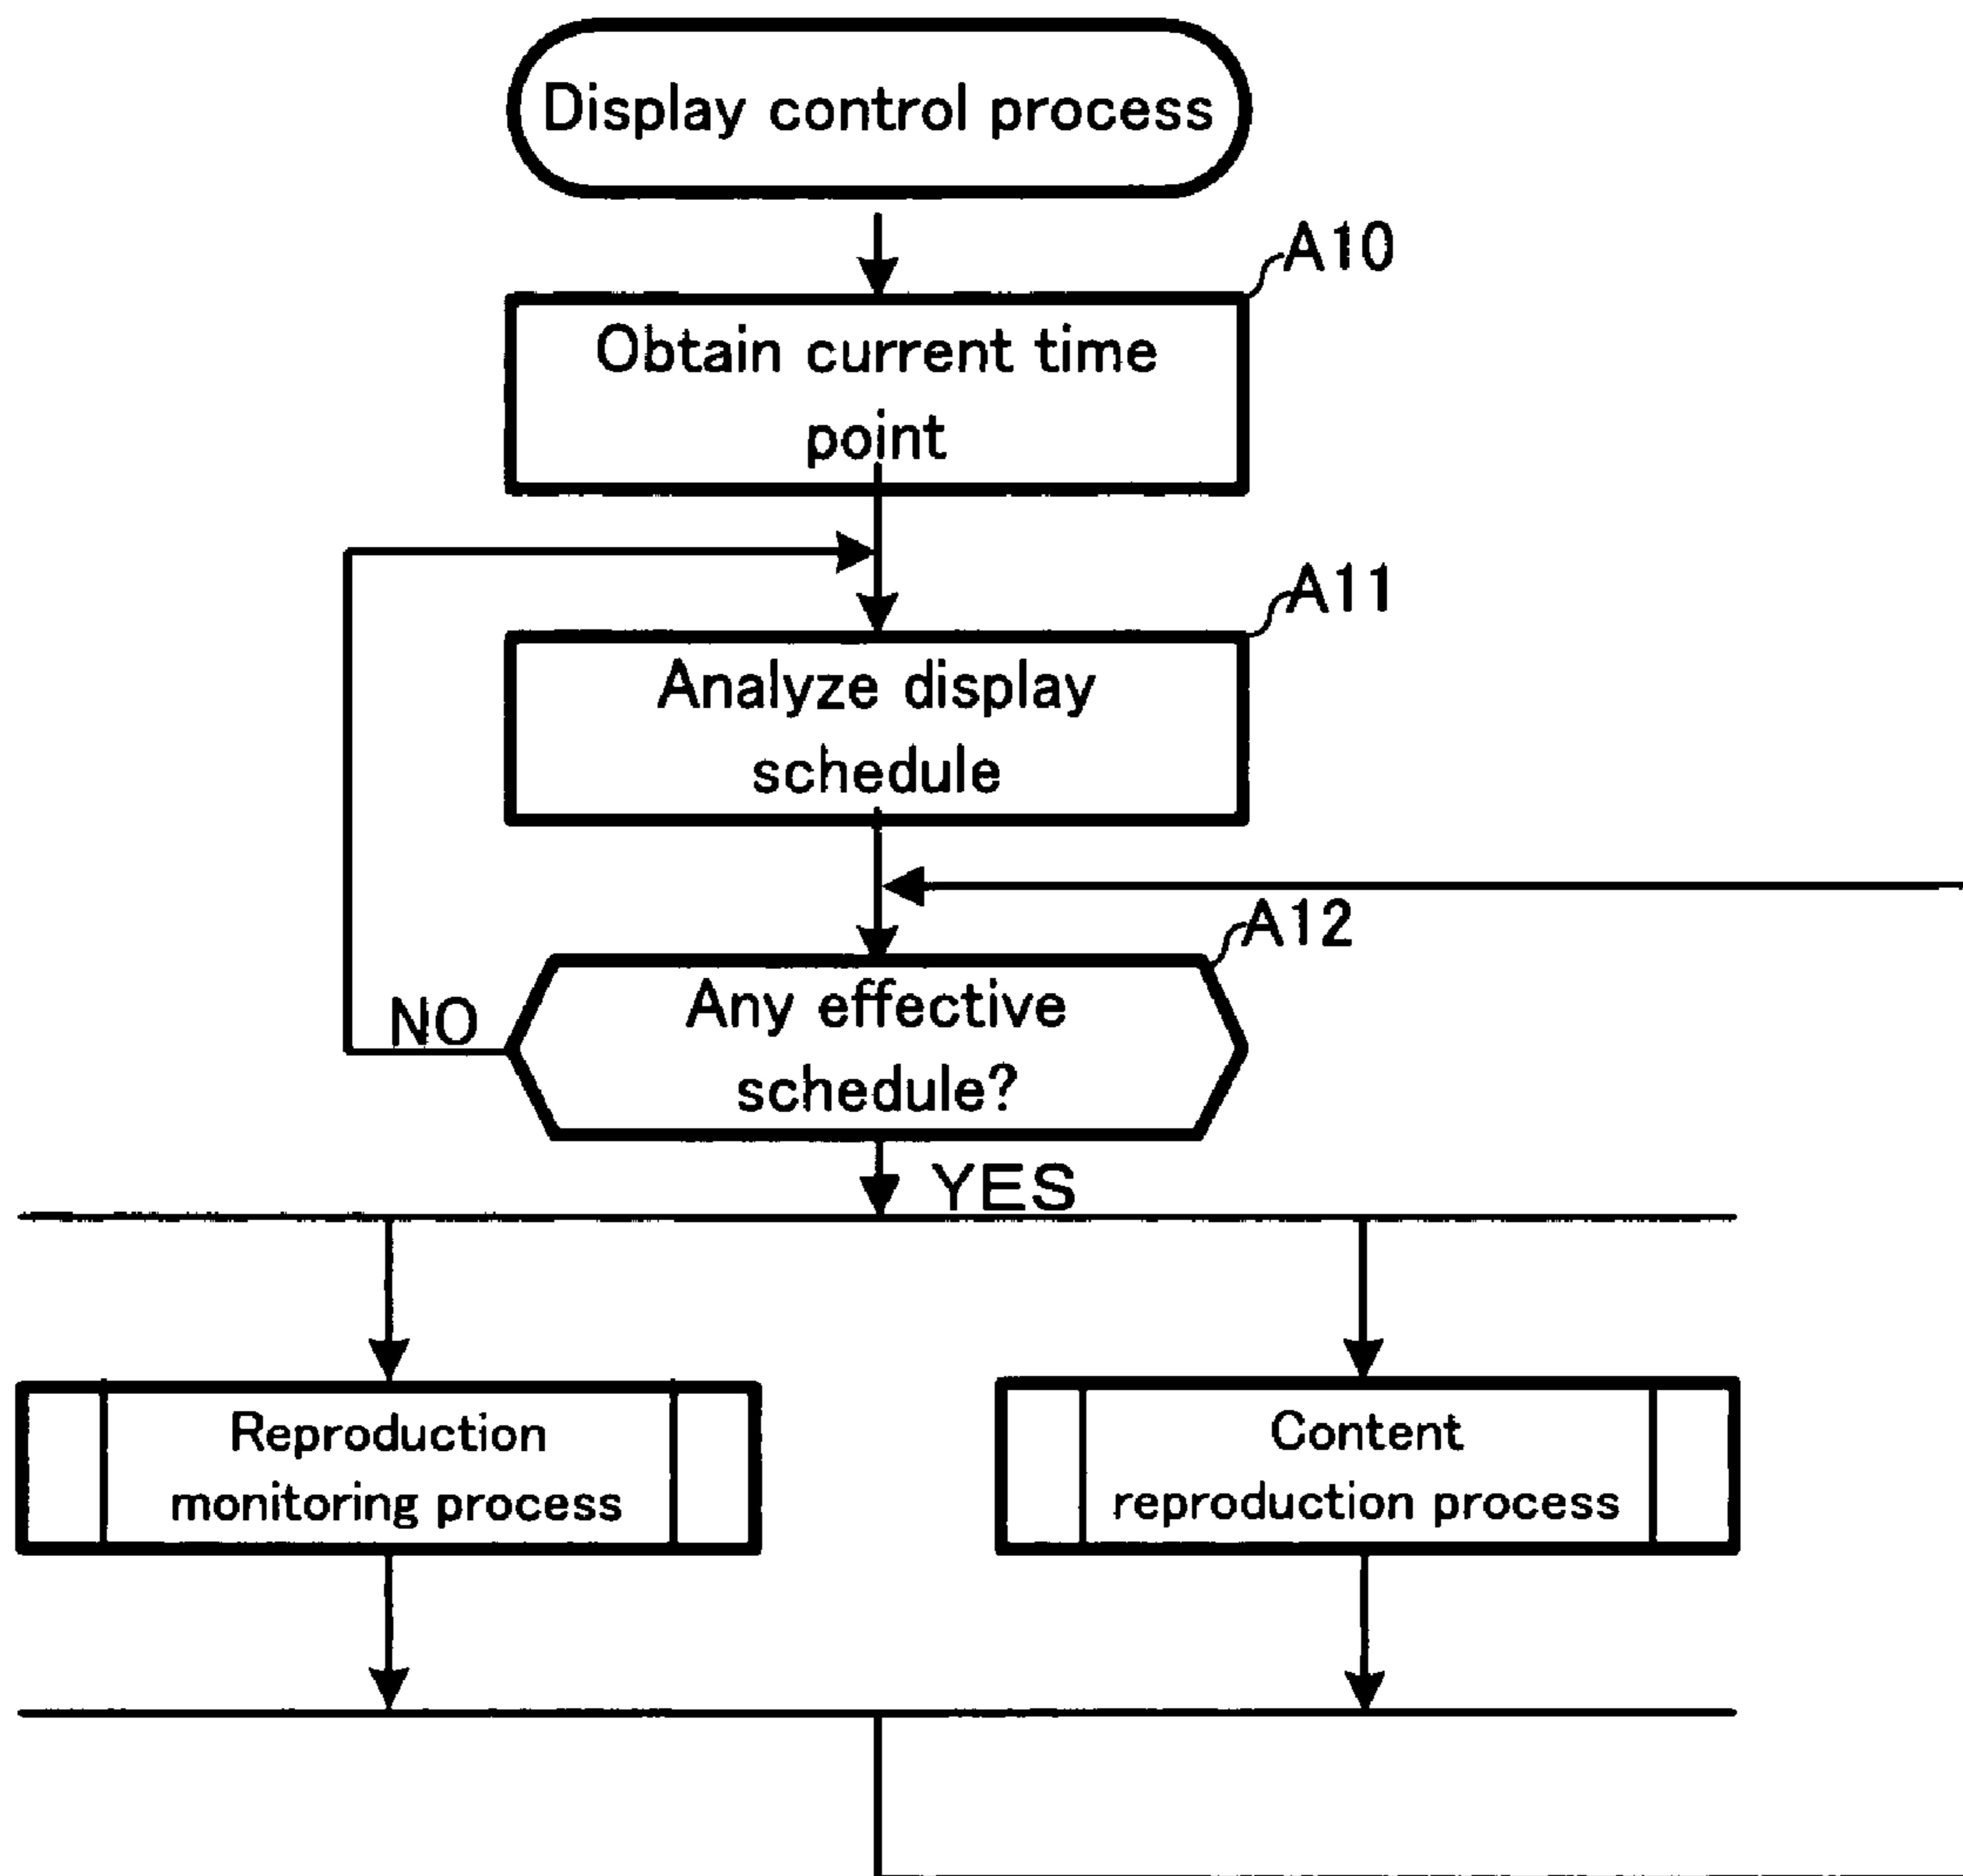 Display control process
A10
Obtain current time
point
A11
Analyze display
schedule
A12
Any effective
schedule?
NO
YES
Reproduction
monitoring process
Content
reproduction process